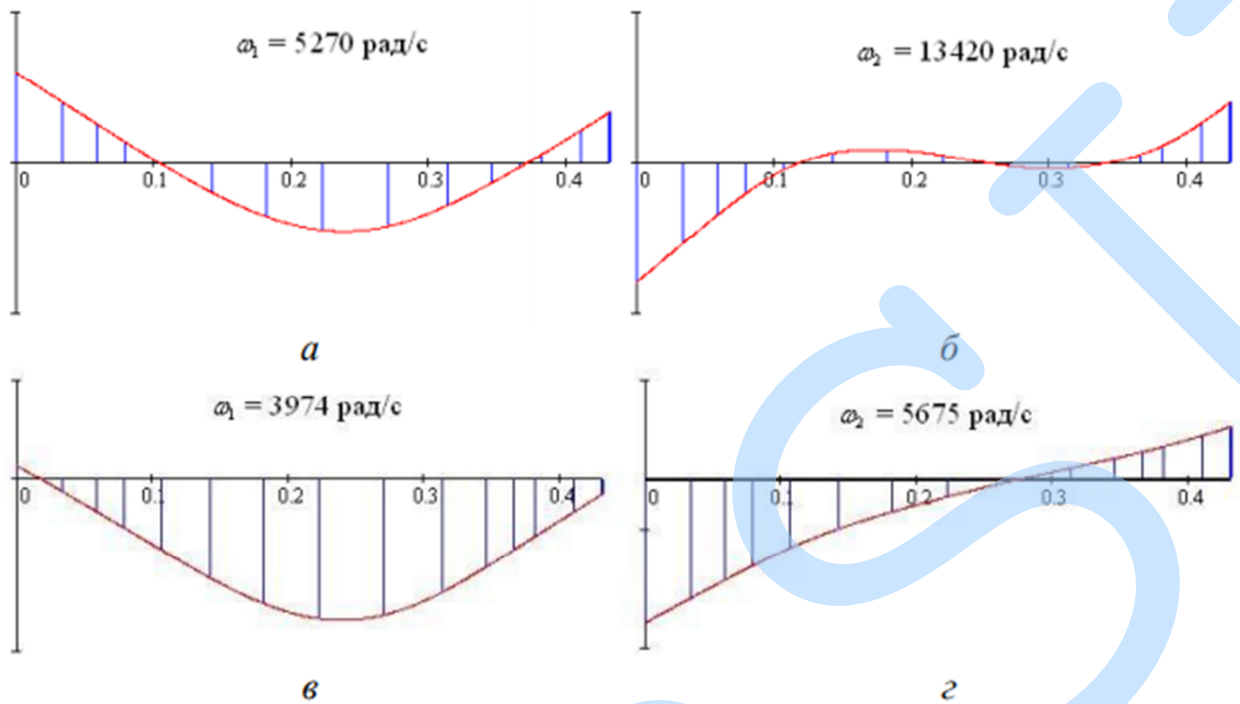 ω₁ = 5270 рад/с
0 0.1 0.2 0.3 0.4
а
ω₂ = 13420 рад/с
0 0.1 0.2 0.3 0.4
б
ω₁ = 3974 рад/с
0 0.1 0.2 0.3 0.4
в
ω₂ = 5675 рад/с
0 0.1 0.2 0.3 0.4
г